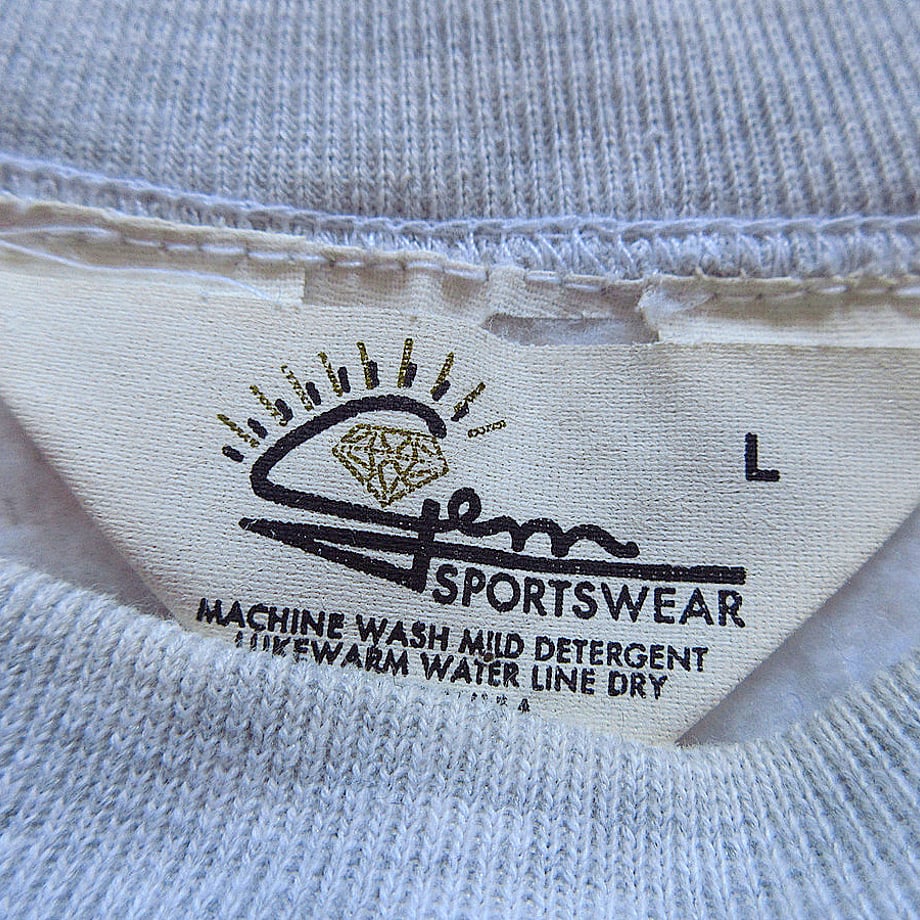 L
Gem
SPORTSWEAR
MACHINE WASH MILD DETERGENT
LUKEWARM WATER LINE DRY